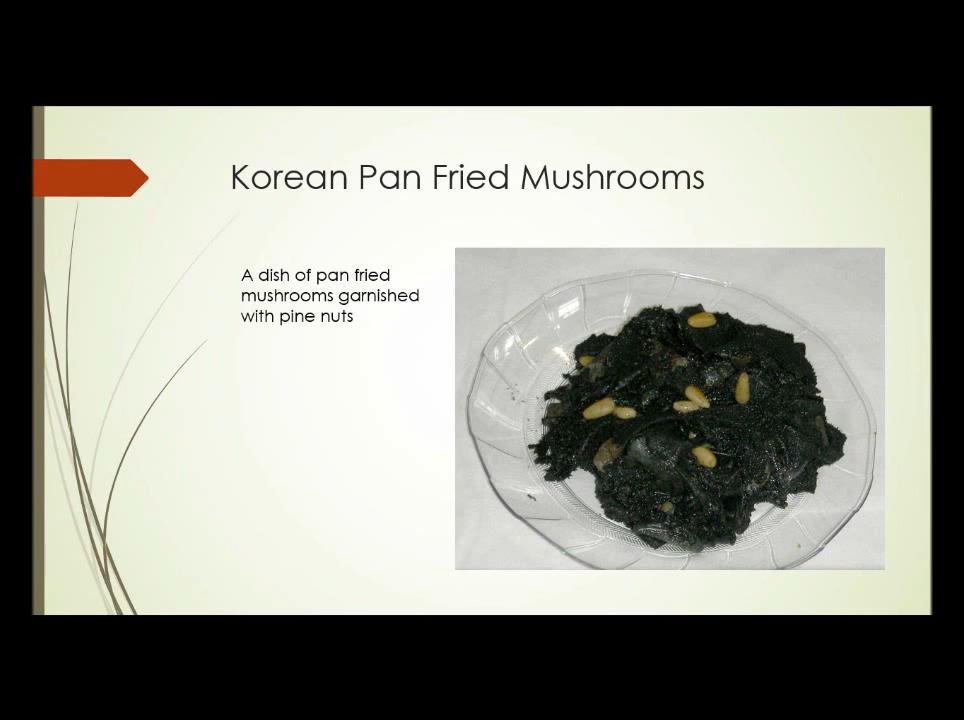 Korean Pan Fried Mushrooms
A dish of pan fried
mushrooms garnished
with pine nuts